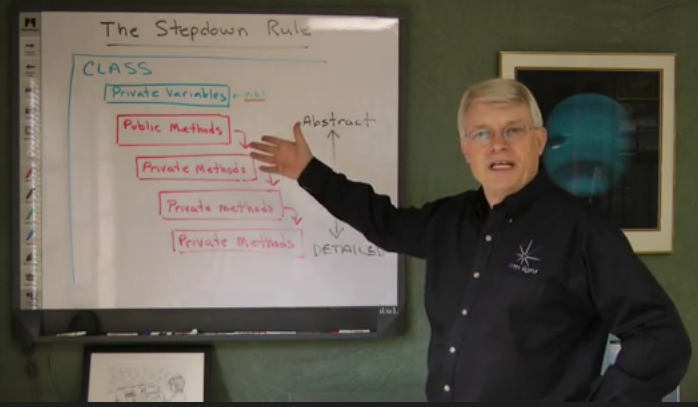 The Stepdown Rule
CLASS
Private Variables
Public Methods
Private Methods
Private methods
Private Methods
Abstract
DETAILED